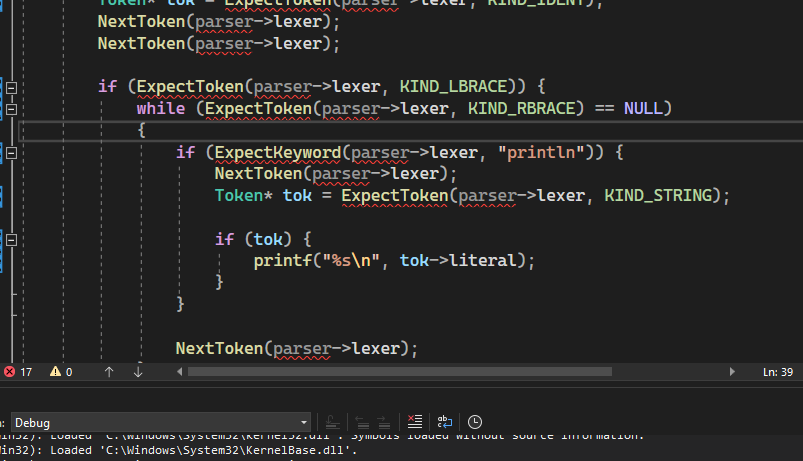 Token* tok = ExpectToken(parser->lexer, KIND_IDENT);
NextToken(parser->lexer);
NextToken(parser->lexer);
if (ExpectToken(parser->lexer, KIND_LBRACE)) {
while (ExpectToken(parser->lexer, KIND_RBRACE) == NULL)
{
if (ExpectKeyword(parser->lexer, "println")) {
NextToken(parser->lexer);
Token* tok = ExpectToken(parser->lexer, KIND_STRING);
if (tok) {
printf("%s\n", tok->literal);
}
}
NextToken(parser->lexer);
17 0 Ln: 39
Debug
in32): Loaded 'C:\Windows\System32\kernel32.dll'. Symbols loaded without source information.
Win32): Loaded 'C:\Windows\System32\KernelBase.dll'.